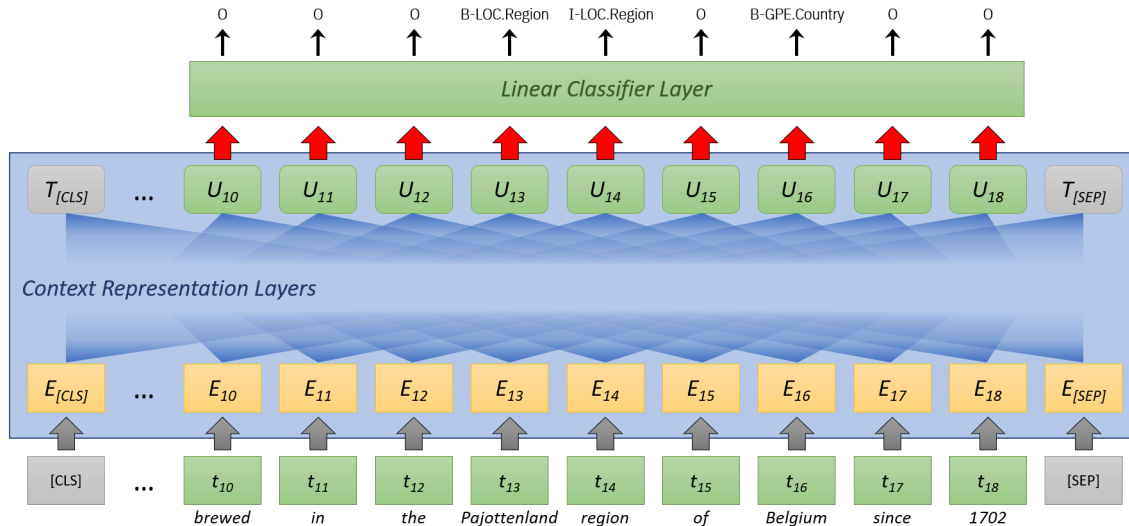 O O O B-LOC.Region I-LOC.Region O B-GPE.Country O O
Linear Classifier Layer
T[CLS] ... U10 U11 U12 U13 U14 U15 U16 U17 U18 T[SEP]
Context Representation Layers
E[CLS] ... E10 E11 E12 E13 E14 E15 E16 E17 E18 E[SEP]
[CLS] ... t10 t11 t12 t13 t14 t15 t16 t17 t18 [SEP]
brewed in the Pajottenland region of Belgium since 1702